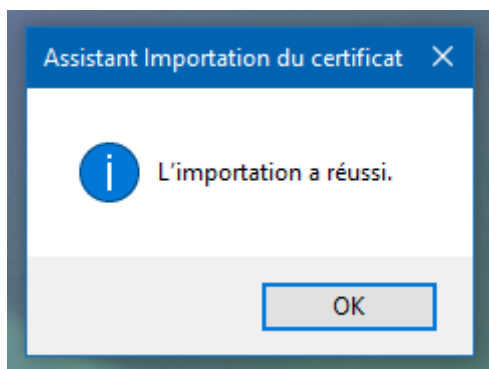 Assistant Importation du certificat
L'importation a réussi.
OK